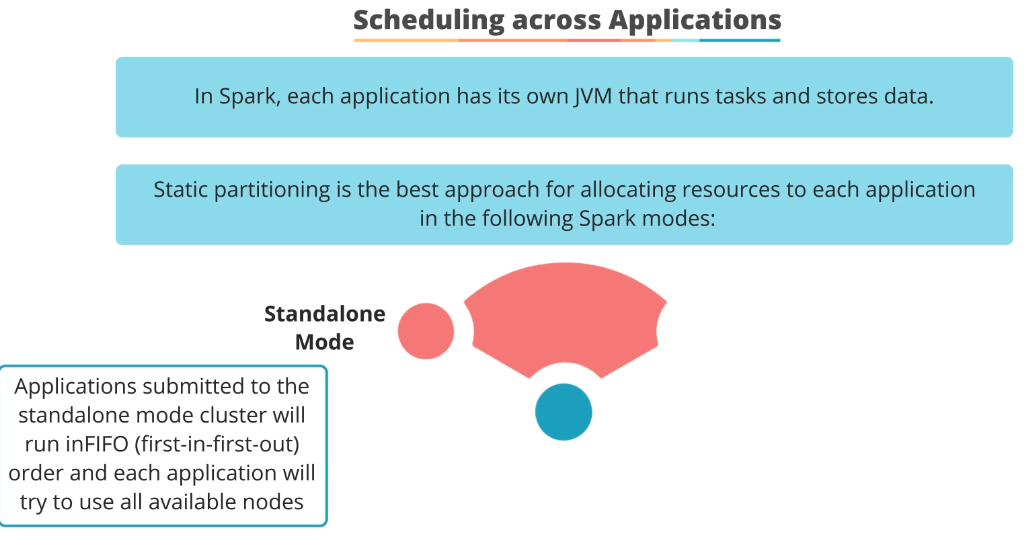 Scheduling across Applications
In Spark, each application has its own JVM that runs tasks and stores data.
Static partitioning is the best approach for allocating resources to each application
in the following Spark modes:
Standalone
Mode
Applications submitted to the
standalone mode cluster will
run inFIFO (first-in-first-out)
order and each application will
try to use all available nodes